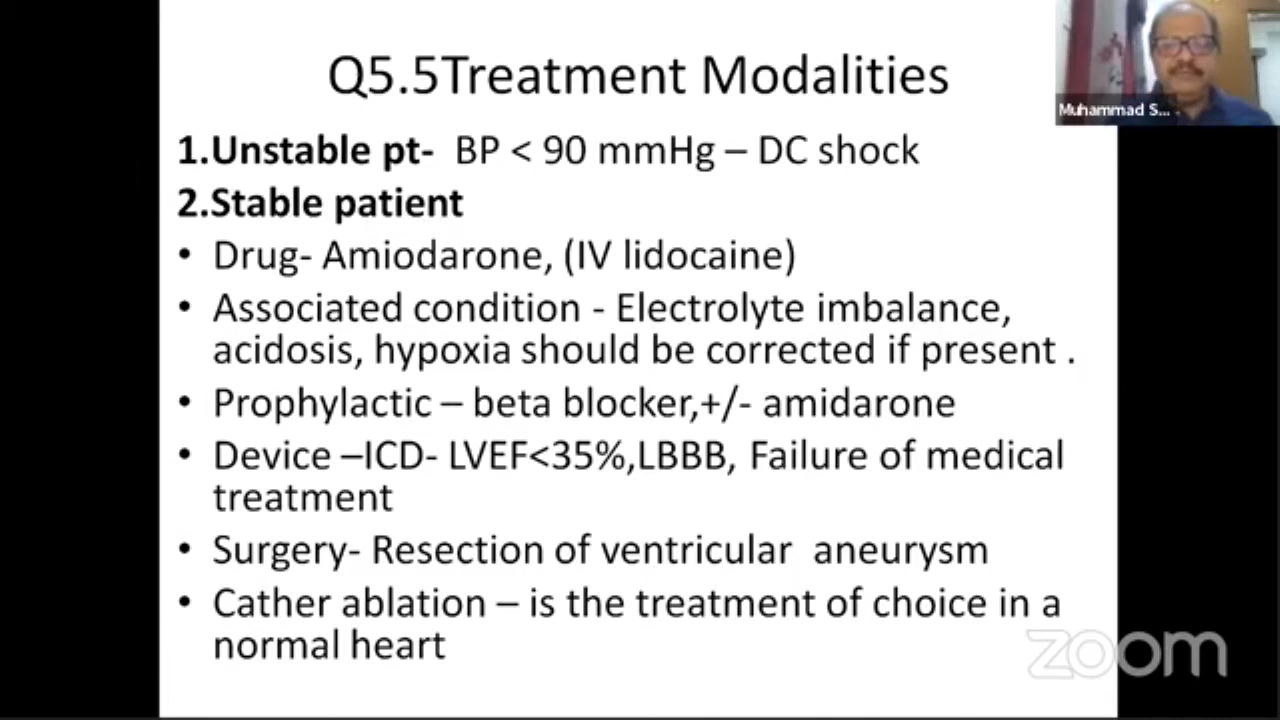 Q5.5Treatment Modalities
Muhammad S...
1.Unstable pt- BP < 90 mmHg – DC shock
2.Stable patient
• Drug- Amiodarone, (IV lidocaine)
• Associated condition - Electrolyte imbalance,
acidosis, hypoxia should be corrected if present .
• Prophylactic – beta blocker,+/- amidarone
• Device –ICD- LVEF<35%,LBBB, Failure of medical
treatment
• Surgery- Resection of ventricular aneurysm
• Cather ablation – is the treatment of choice in a
normal heart
zoom